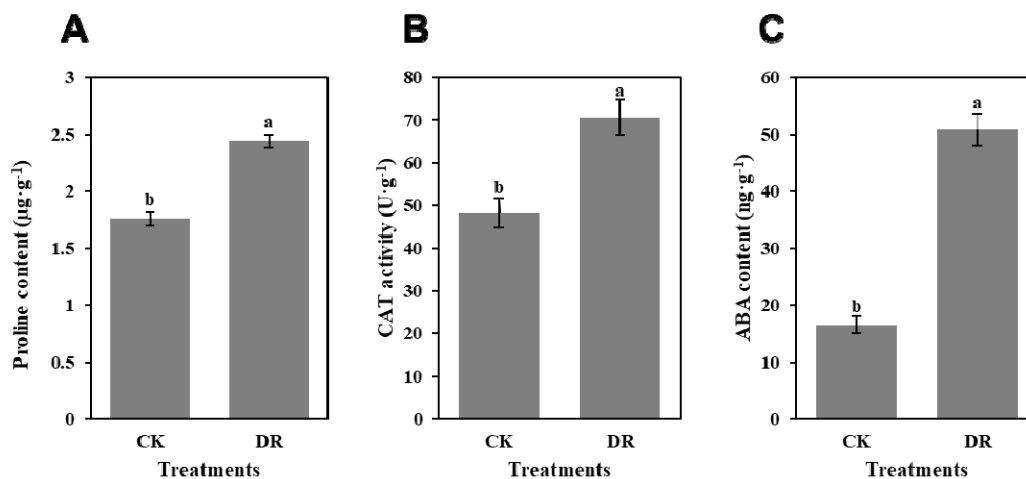 A
B
C
Proline content (µg·g-1)
3
2.5
2
1.5
1
0.5
0
b
a
CK
DR
Treatments
CAT activity (U·g-1)
80
70
60
50
40
30
20
10
0
b
a
CK
DR
Treatments
ABA content (ng·g-1)
60
50
40
30
20
10
0
b
a
CK
DR
Treatments